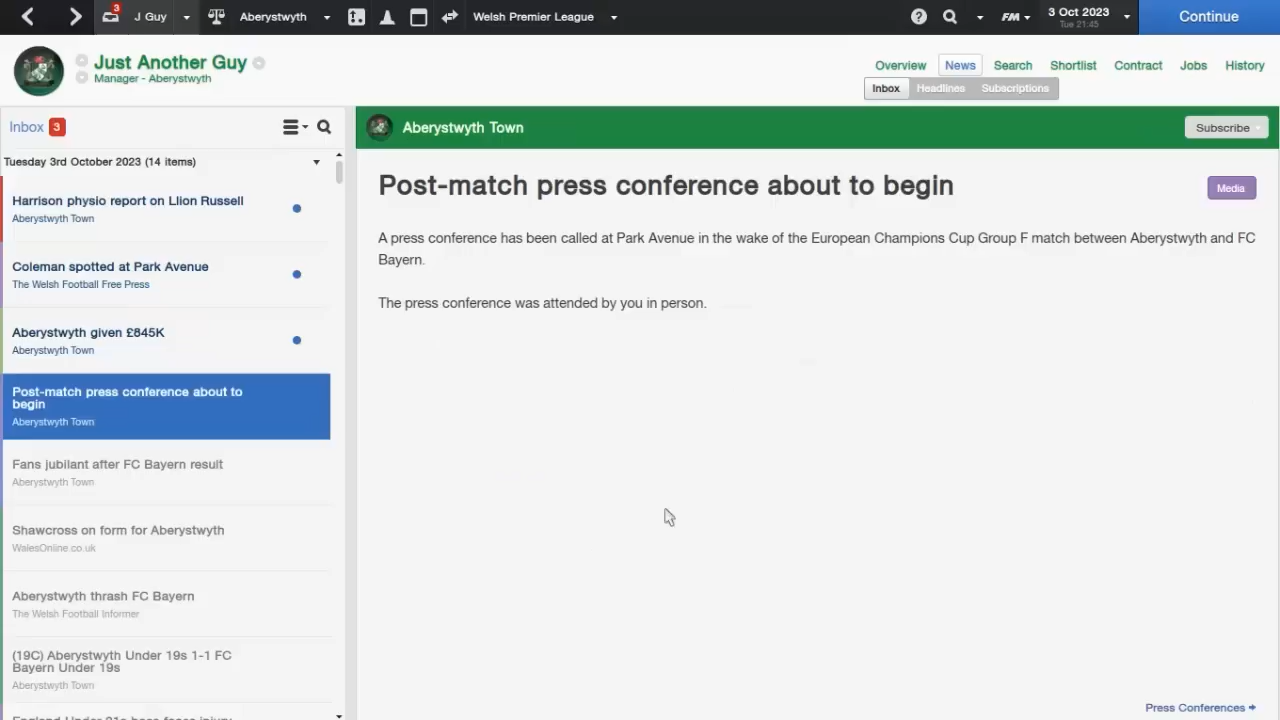 3
J Guy
Aberystwyth
Welsh Premier League
FM
3 Oct 2023
Tue 21:45
Continue
Just Another Guy
Manager - Aberystwyth
Overview
News
Search
Shortlist
Contract
Jobs
History
Inbox
Headlines
Subscriptions
Inbox 3
Tuesday 3rd October 2023 (14 items)
Harrison physio report on Llion Russell
Aberystwyth Town
Coleman spotted at Park Avenue
The Welsh Football Free Press
Aberystwyth given £845K
Aberystwyth Town
Post-match press conference about to
begin
Aberystwyth Town
Fans jubilant after FC Bayern result
Aberystwyth Town
Shawcross on form for Aberystwyth
WalesOnline.co.uk
Aberystwyth thrash FC Bayern
The Welsh Football Informer
(19C) Aberystwyth Under 19s 1-1 FC
Bayern Under 19s
Aberystwyth Town
Aberystwyth Town
Subscribe
Post-match press conference about to begin
Media
A press conference has been called at Park Avenue in the wake of the European Champions Cup Group F match between Aberystwyth and FC
Bayern.
The press conference was attended by you in person.
Press Conferences